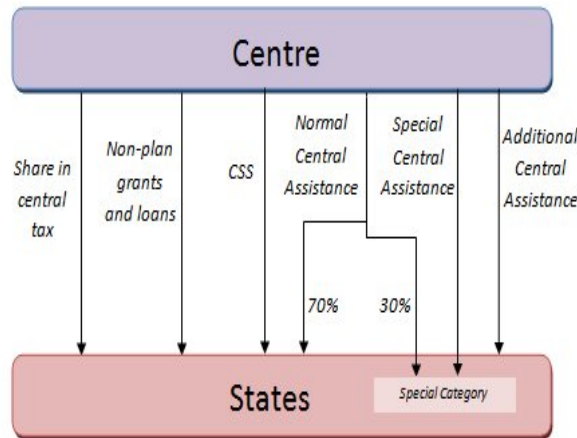 Centre
Share in
central
tax
Non-plan
grants
and loans
CSS
Normal
Central
Assistance
Special
Central
Assistance
Additional
Central
Assistance
70%
30%
States
Special Category